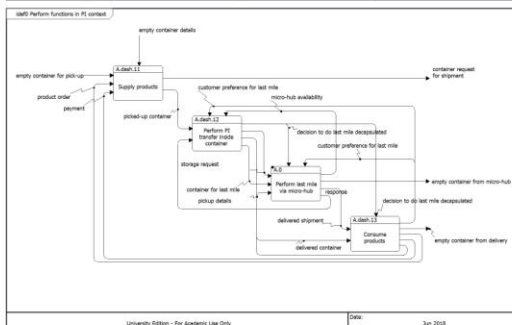 idef0 Perform functions in PI context
empty container details
A.dash.11
Supply products
empty container for pick-up
product order
payment
container request
for shipment
customer preference for last mile
micro-hub availability
picked-up container
A.dash.12
Perform PI
transfer inside
container
decision to do last mile decapsulated
customer preference for last mile
storage request
A.0
Perform last mile
via micro-hub
response
container for last mile
pickup details
empty container from micro-hub
decision to do last mile decapsulated
delivered shipment
A.dash.13
Consume
products
delivered container
empty container from delivery
University Edition - For Academic Use Only
Date:
Jun 2018